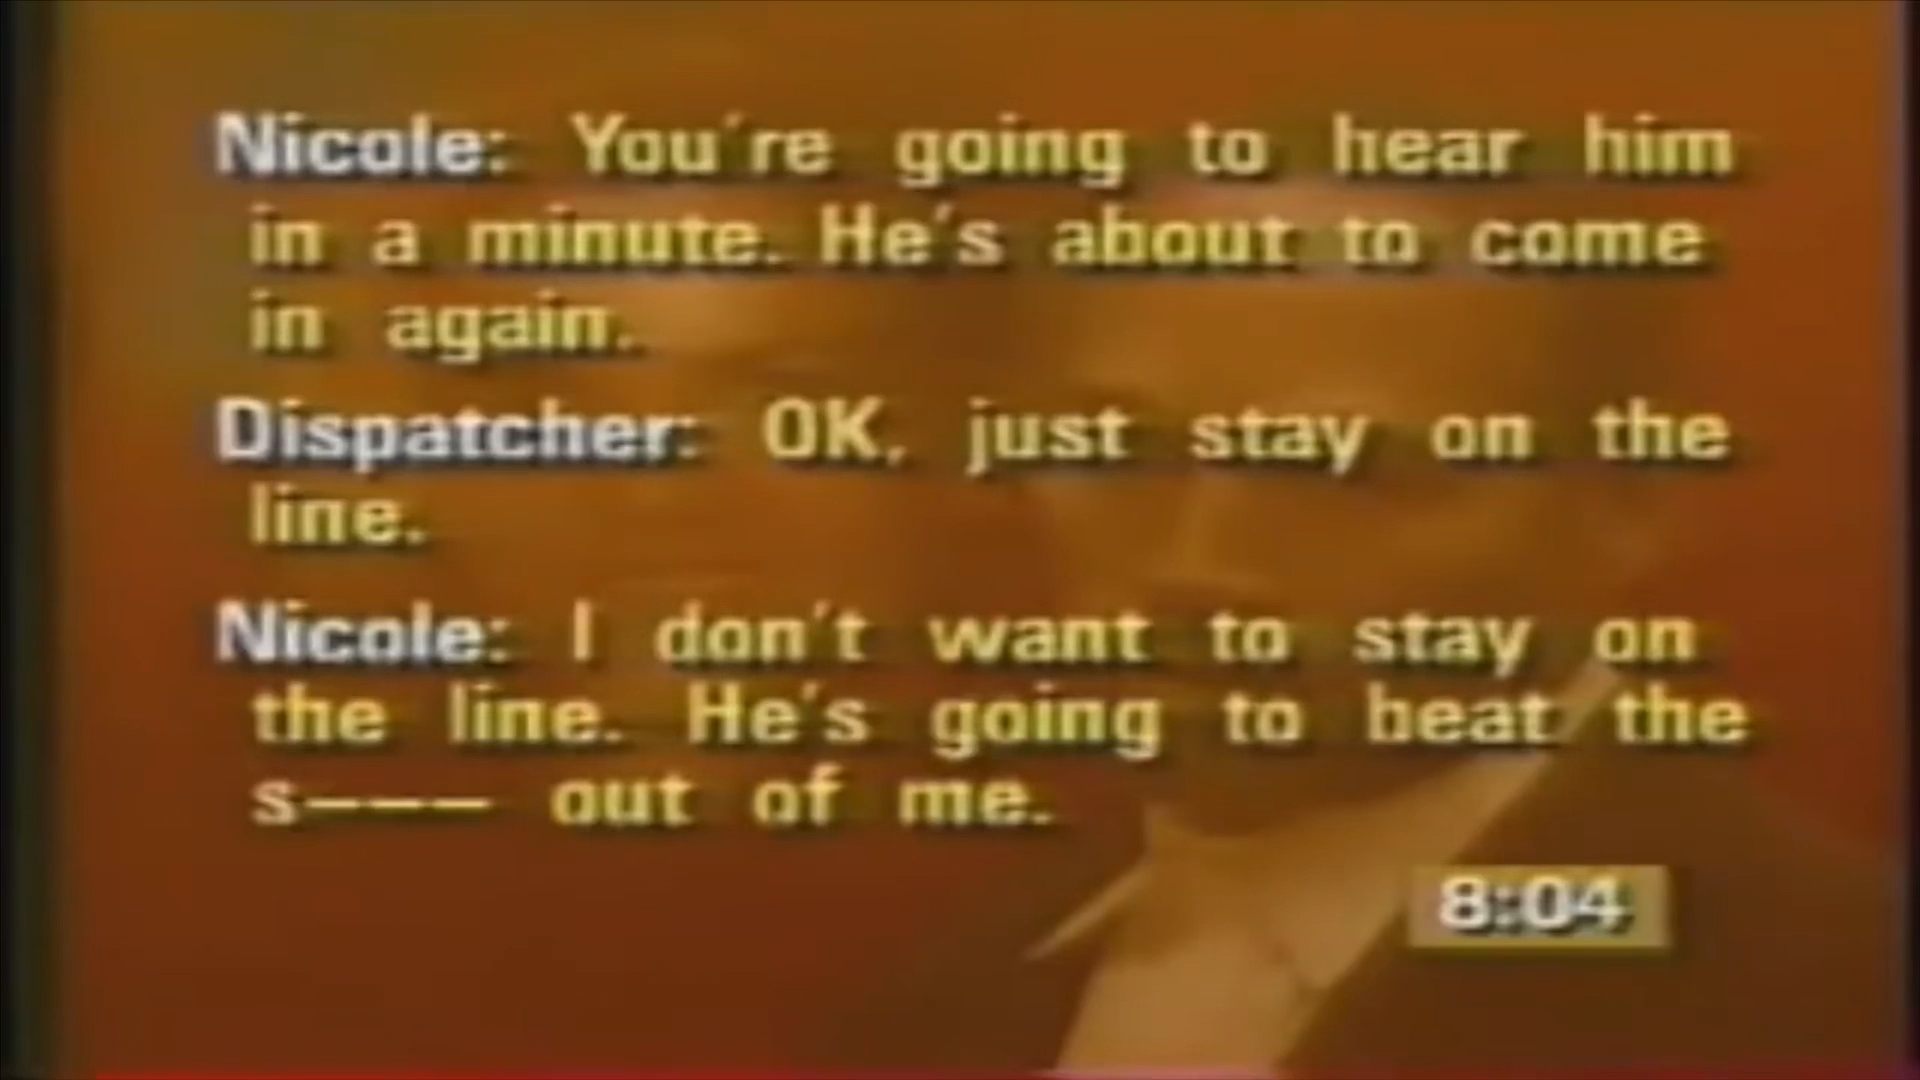 Nicole: You're going to hear him
in a minute. He's about to come
in again.
Dispatcher: OK, just stay on the
line.
Nicole: I don't want to stay on
the line. He's going to beat the
s––– out of me.
8:04